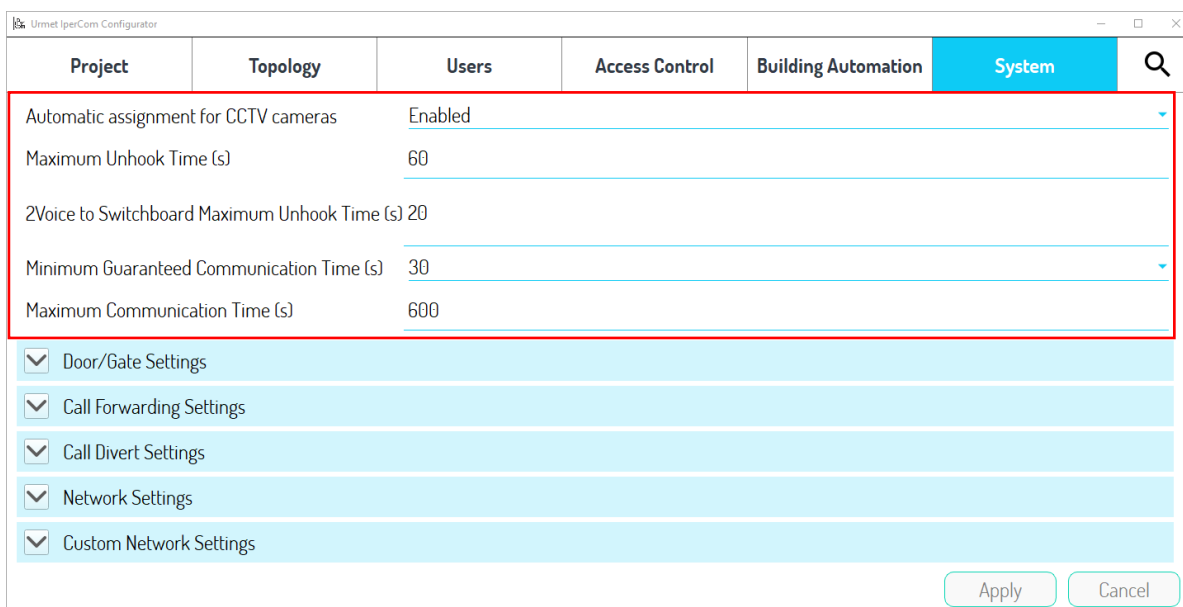 Urmet IperCom Configurator
Project Topology Users Access Control Building Automation System
Automatic assignment for CCTV cameras Enabled
Maximum Unhook Time (s) 60
2Voice to Switchboard Maximum Unhook Time (s) 20
Minimum Guaranteed Communication Time (s) 30
Maximum Communication Time (s) 600
Door/Gate Settings
Call Forwarding Settings
Call Divert Settings
Network Settings
Custom Network Settings
Apply Cancel